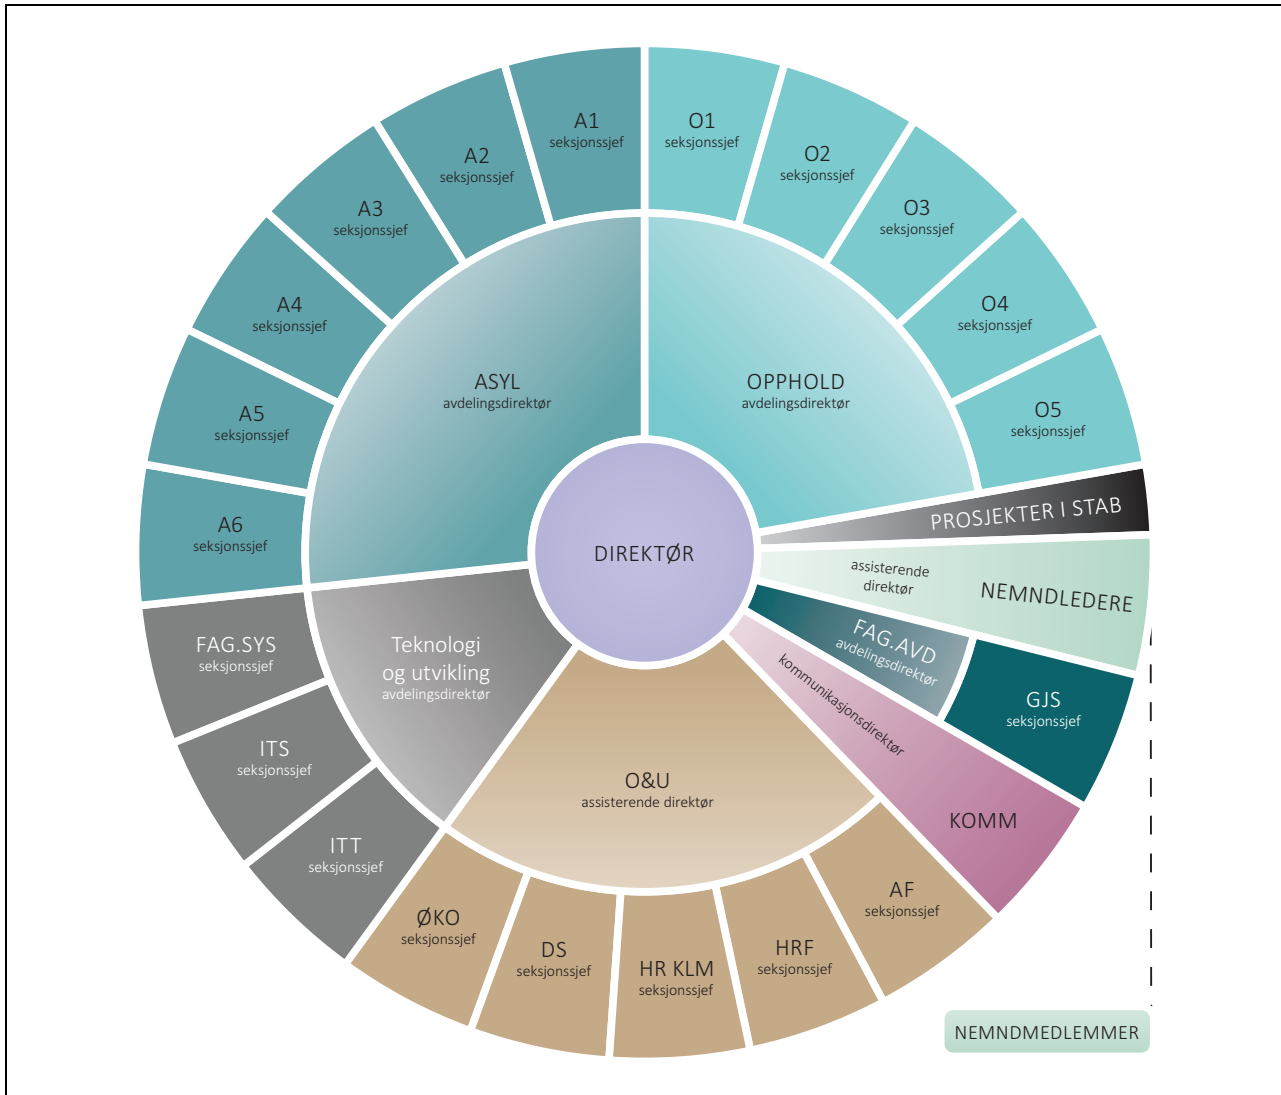 A1
seksjonssjef
O1
seksjonssjef
A2
seksjonssjef
O2
seksjonssjef
A3
seksjonssjef
O3
seksjonssjef
A4
seksjonssjef
O4
seksjonssjef
ASYL
avdelingsdirektør
OPPHOLD
avdelingsdirektør
A5
seksjonssjef
O5
seksjonssjef
A6
seksjonssjef
PROSJEKTER I STAB
DIREKTØR
assisterende
direktør
NEMNDLEDERE
FAG.SYS
seksjonssjef
Teknologi
og utvikling
avdelingsdirektør
FAG.AVD
avdelingsdirektør
kommunikasjonsdirektør
GJS
seksjonssjef
ITS
seksjonssjef
O&U
assisterende direktør
KOMM
ITT
seksjonssjef
ØKO
seksjonssjef
DS
seksjonssjef
HR KLM
seksjonssjef
HRF
seksjonssjef
AF
seksjonssjef
NEMNDMEDLEMMER